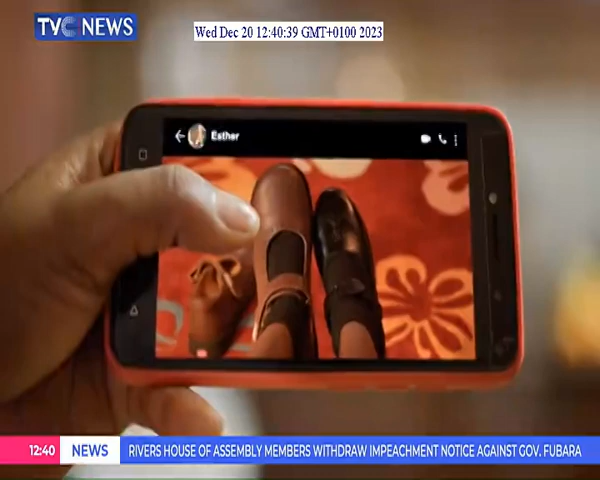 TVC NEWS
Wed Dec 20 12:40:39 GMT+0100 2023
Esther
12:40 NEWS RIVERS HOUSE OF ASSEMBLY MEMBERS WITHDRAW IMPEACHMENT NOTICE AGAINST GOV. FUBARA